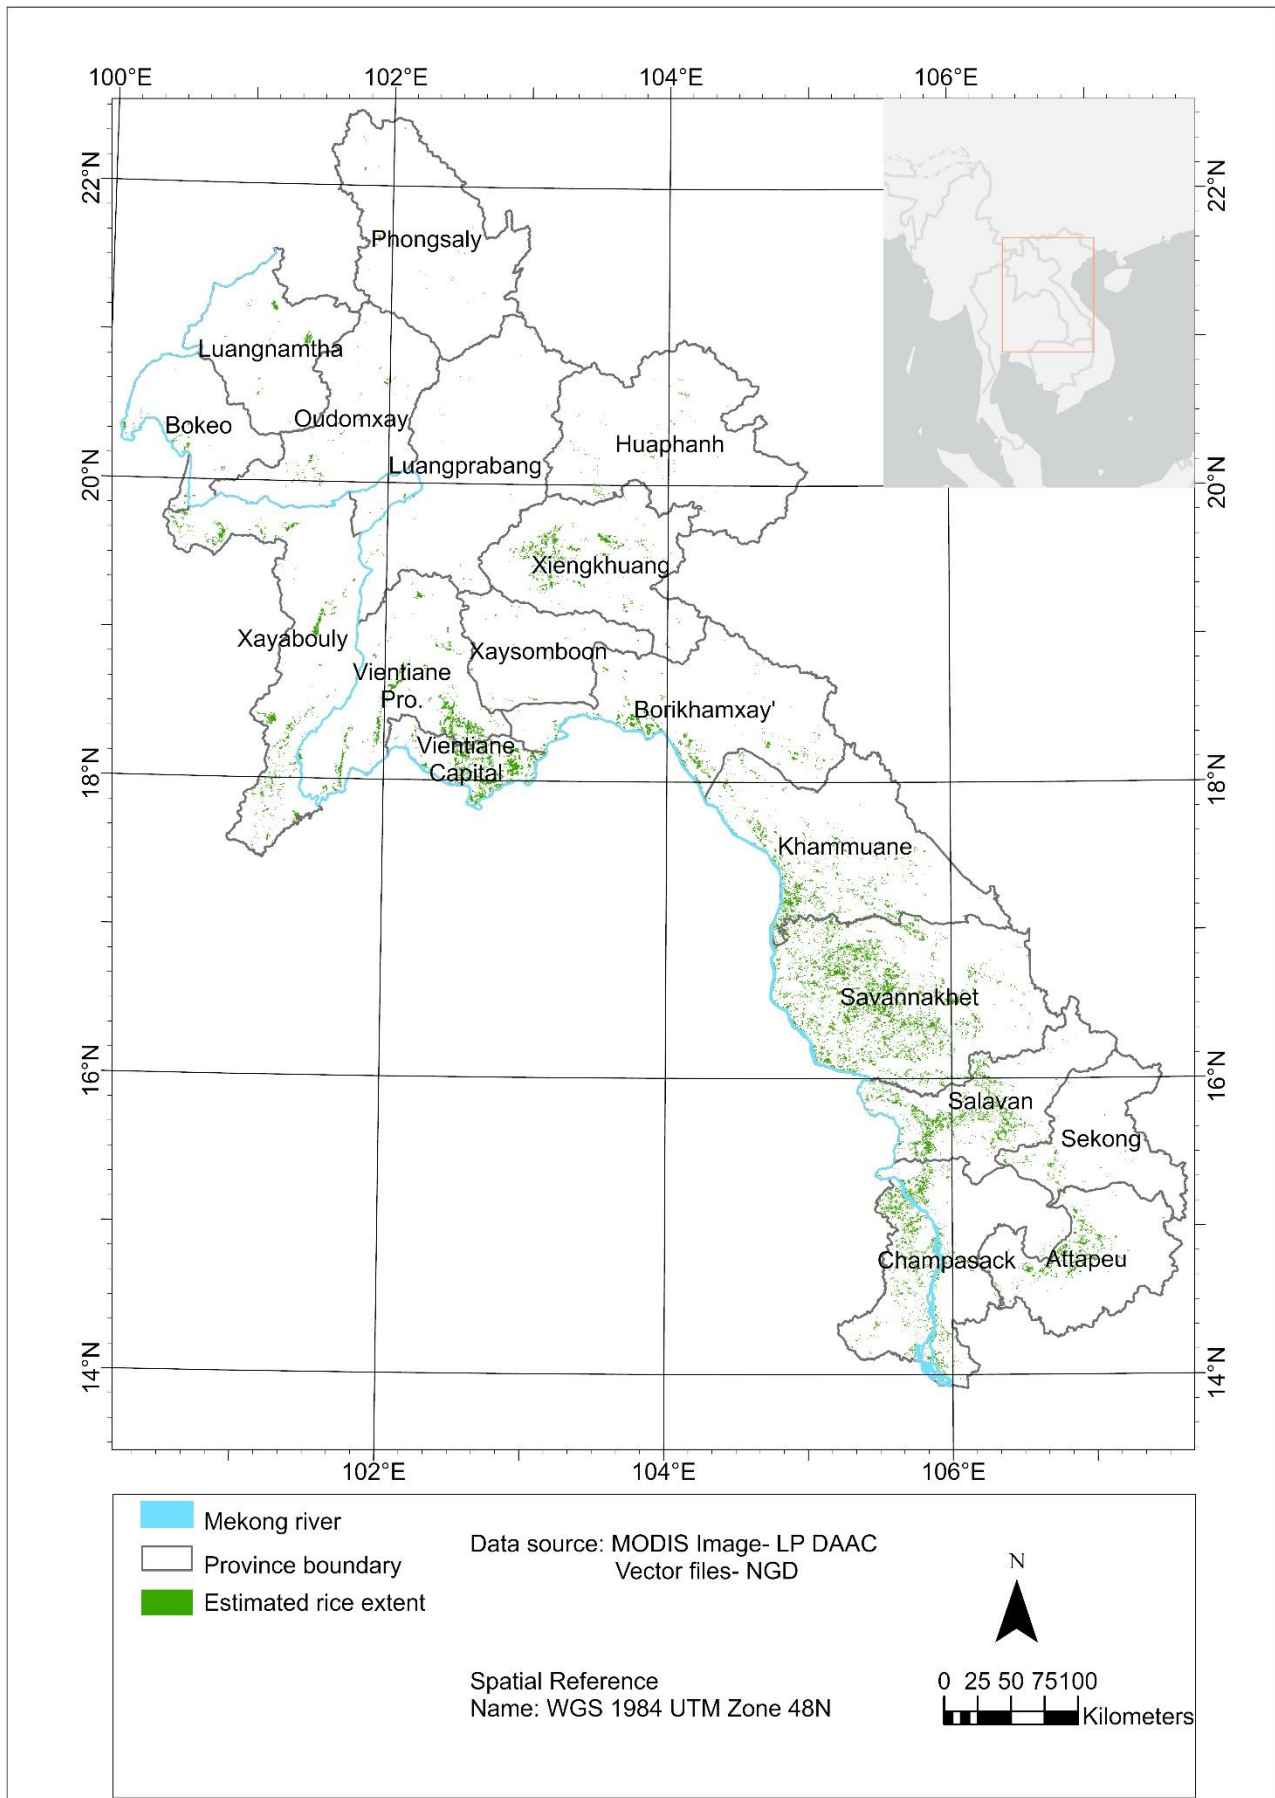 100°E 102°E 104°E 106°E
22°N 22°N
Phongsaly
Luangnamtha
Bokeo
Oudomxay
Huaphanh
Luangprabang
20°N 20°N
Xiengkhuang
Xayabouly
Xaysomboon
Vientiane
Pro.
Borikhamxay'
Vientiane
Capital
18°N 18°N
Khammuane
Savannakhet
16°N 16°N
Salavan
Sekong
Champasack
Attapeu
14°N 14°N
102°E 104°E 106°E
Mekong river
Province boundary
Estimated rice extent
Data source: MODIS Image- LP DAAC
Vector files- NGD
N
Spatial Reference
Name: WGS 1984 UTM Zone 48N
0 25 50 75100
Kilometers